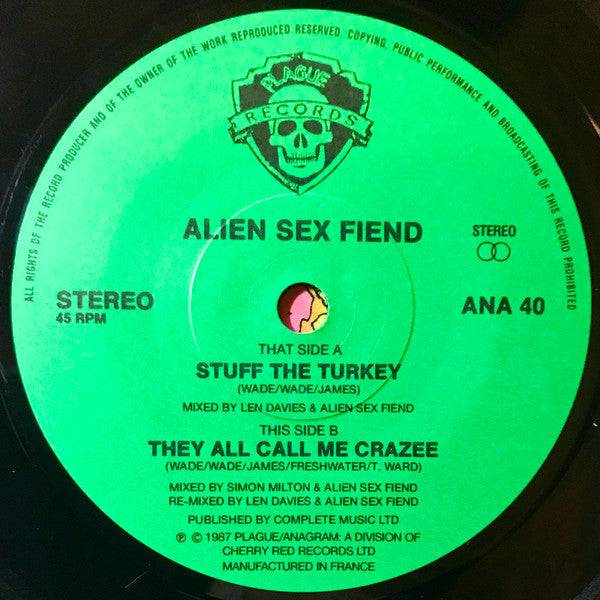 ALL RIGHTS OF THE RECORD PRODUCER AND OF THE OWNER OF THE WORK REPRODUCED RESERVED. COPYING, PUBLIC PERFORMANCE AND BROADCASTING OF THIS RECORD PROHIBITED
PLAGUE
RECORDS
ALIEN SEX FIEND
STEREO
STEREO
45 RPM
ANA 40
THAT SIDE A
STUFF THE TURKEY
(WADE/WADE/JAMES)
MIXED BY LEN DAVIES & ALIEN SEX FIEND
THIS SIDE B
THEY ALL CALL ME CRAZEE
(WADE/WADE/JAMES/FRESHWATER/T. WARD)
MIXED BY SIMON MILTON & ALIEN SEX FIEND
RE-MIXED BY LEN DAVIES & ALIEN SEX FIEND
PUBLISHED BY COMPLETE MUSIC LTD
℗ © 1987 PLAGUE/ANAGRAM: A DIVISION OF
CHERRY RED RECORDS LTD
MANUFACTURED IN FRANCE